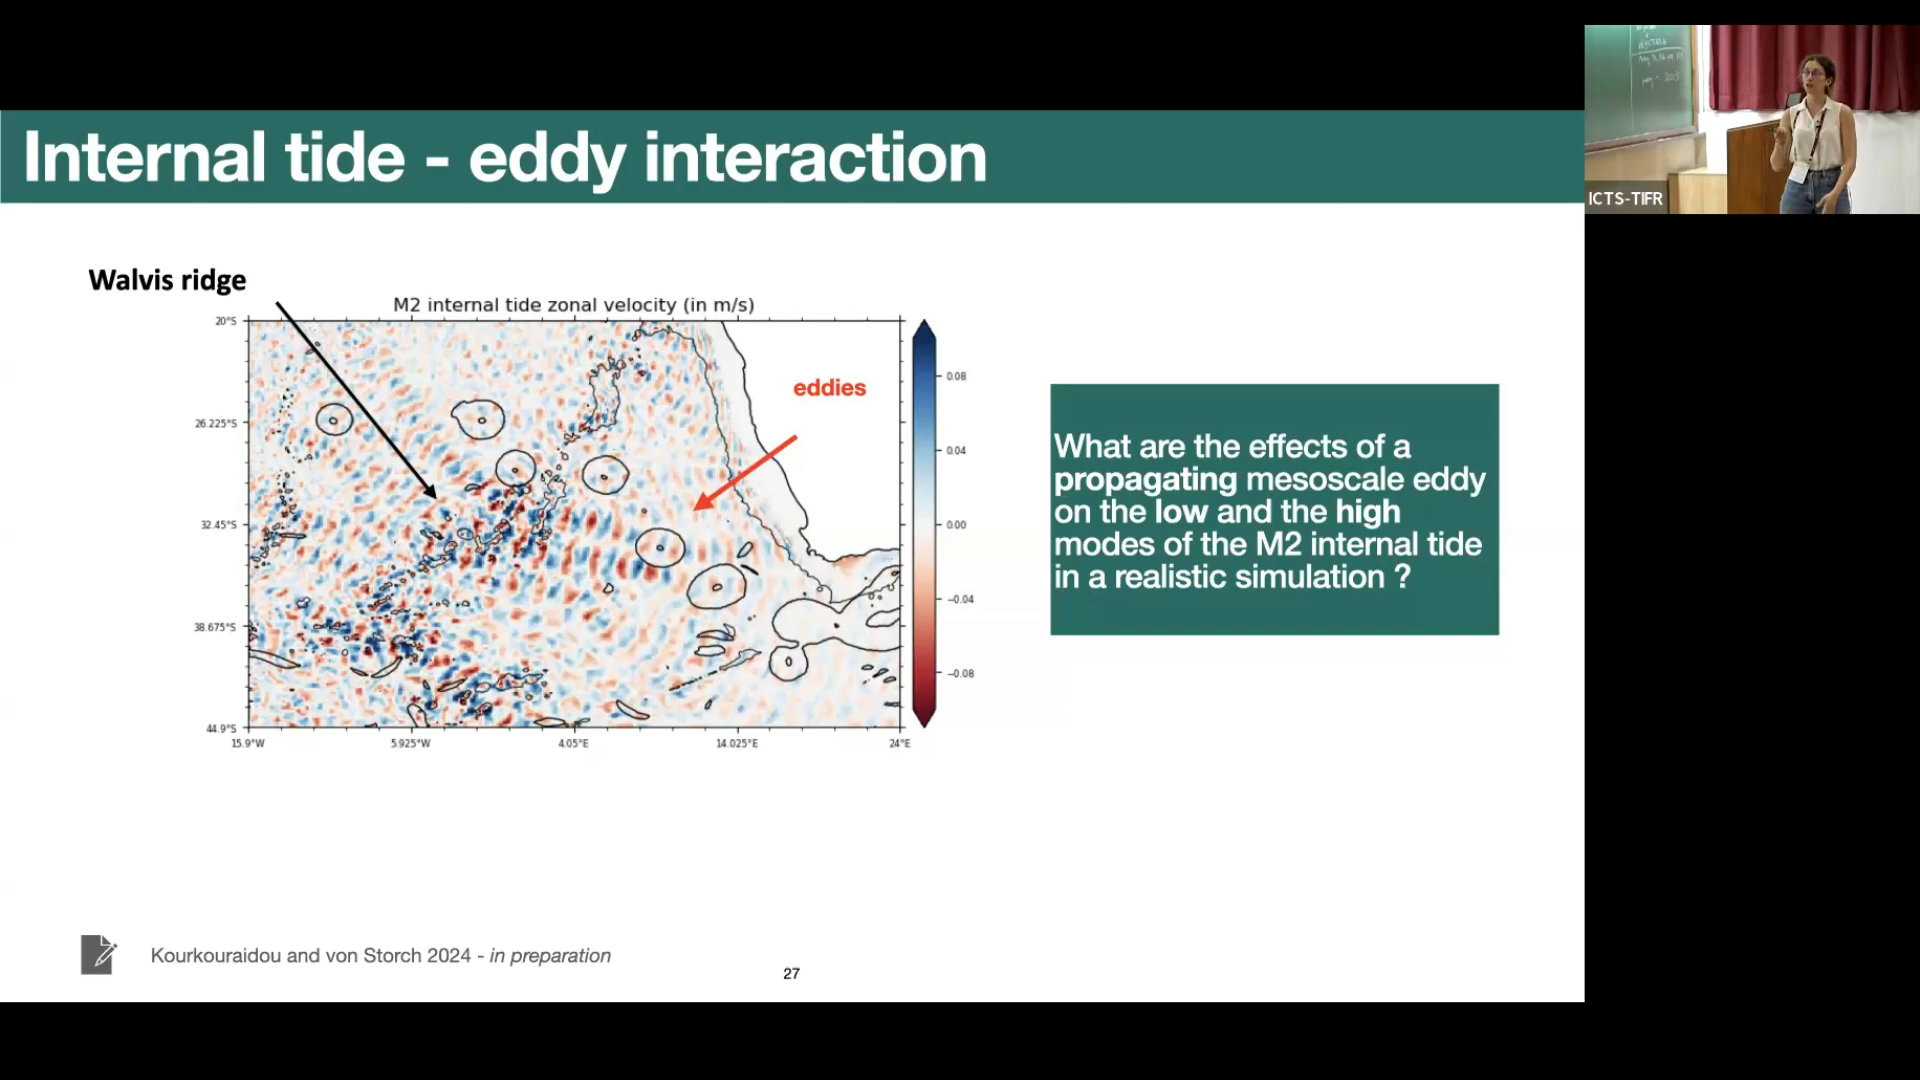 Internal tide - eddy interaction
ICTS-TIFR
Walvis ridge
M2 internal tide zonal velocity (in m/s)
20°S
26.225°S
32.45°S
38.675°S
44.9°S
15.9°W
5.925°W
4.05°E
14.025°E
24°E
0.08
0.04
0.00
−0.04
−0.08
eddies
What are the effects of a
propagating mesoscale eddy
on the low and the high
modes of the M2 internal tide
in a realistic simulation ?
Kourkouraidou and von Storch 2024 - in preparation
27